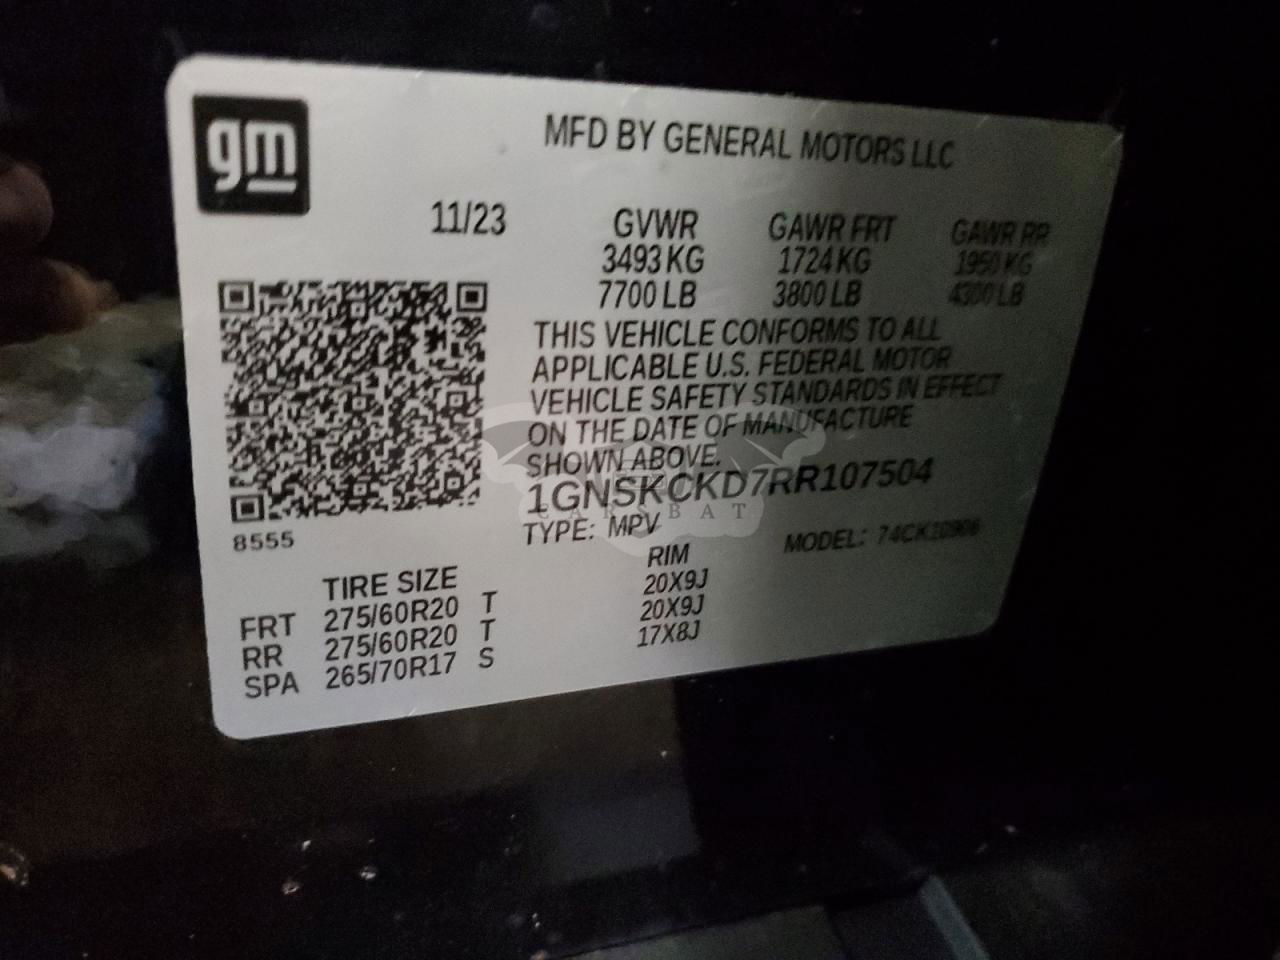 gm
MFD BY GENERAL MOTORS LLC
11/23 GVWR GAWR FRT GAWR RR
3493 KG 1724 KG 1950 KG
7700 LB 3800 LB 4300 LB
THIS VEHICLE CONFORMS TO ALL
APPLICABLE U.S. FEDERAL MOTOR
VEHICLE SAFETY STANDARDS IN EFFECT
ON THE DATE OF MANUFACTURE
SHOWN ABOVE.
1GNSKCKD7RR107504
CARSBAT
TYPE: MPV MODEL:
8555
TIRE SIZE RIM
FRT 275/60R20 T 20X9J
RR 275/60R20 T 20X9J
SPA 265/70R17 S 17X8J